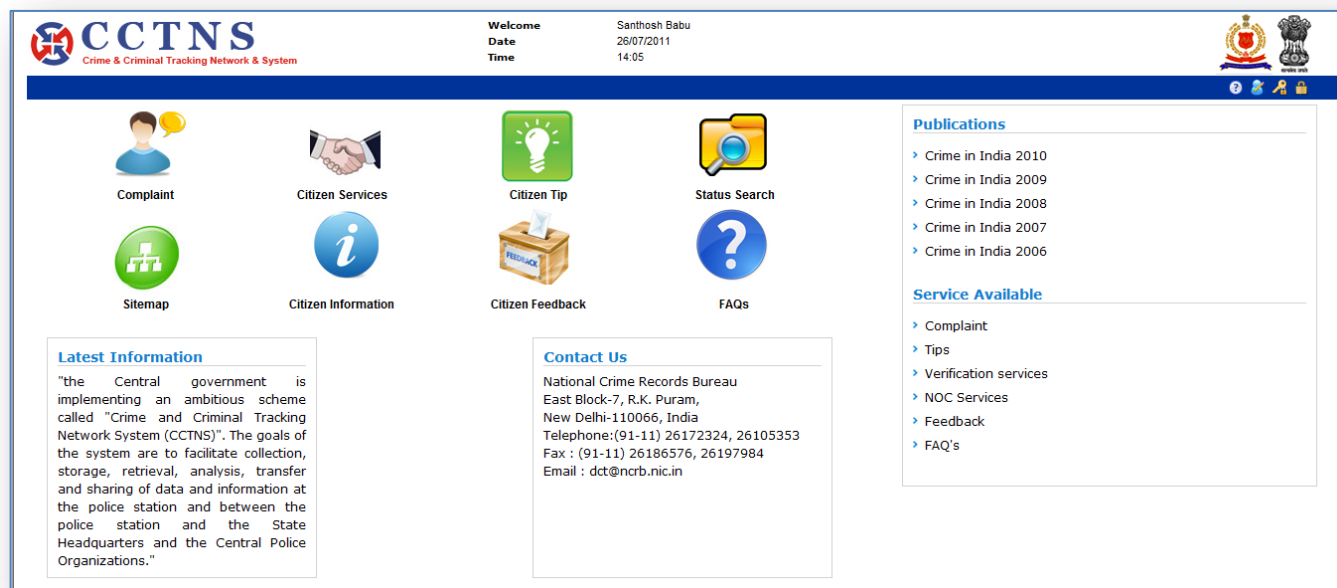 CCTNS
Crime & Criminal Tracking Network & System
Welcome Santhosh Babu
Date 26/07/2011
Time 14:05
Complaint
Citizen Services
Citizen Tip
Status Search
FEEDBACK
Sitemap
Citizen Information
Citizen Feedback
FAQs
Latest Information
"the Central government is
implementing an ambitious scheme
called "Crime and Criminal Tracking
Network System (CCTNS)". The goals of
the system are to facilitate collection,
storage, retrieval, analysis, transfer
and sharing of data and information at
the police station and between the
police station and the State
Headquarters and the Central Police
Organizations."
Contact Us
National Crime Records Bureau
East Block-7, R.K. Puram,
New Delhi-110066, India
Telephone:(91-11) 26172324, 26105353
Fax : (91-11) 26186576, 26197984
Email : dct@ncrb.nic.in
Publications
Crime in India 2010
Crime in India 2009
Crime in India 2008
Crime in India 2007
Crime in India 2006
Service Available
Complaint
Tips
Verification services
NOC Services
Feedback
FAQ's